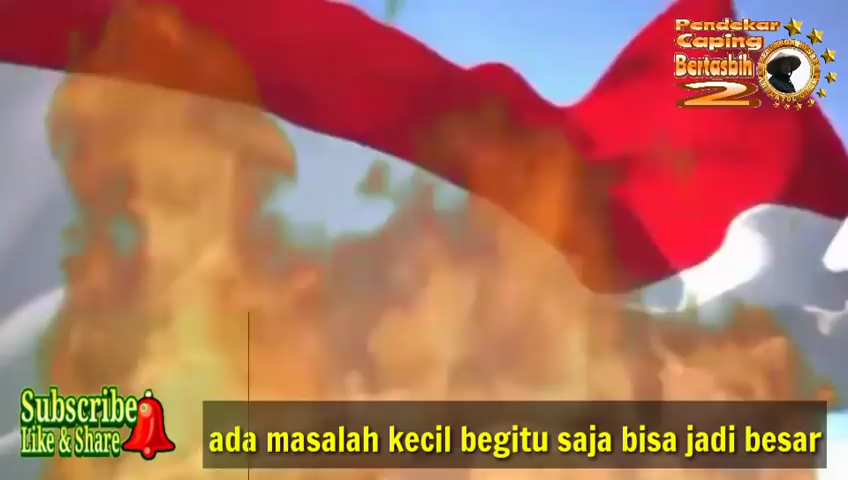 Pendekar
Caping
Bertasbih
2
Subscribe
Like & Share
ada masalah kecil begitu saja bisa jadi besar